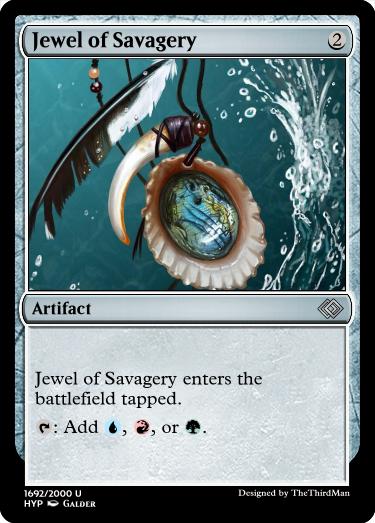 Jewel of Savagery 2
Artifact
Jewel of Savagery enters the
battlefield tapped.
: Add , , or .
1692/2000 U
HYP GALDER
Designed by TheThirdMan